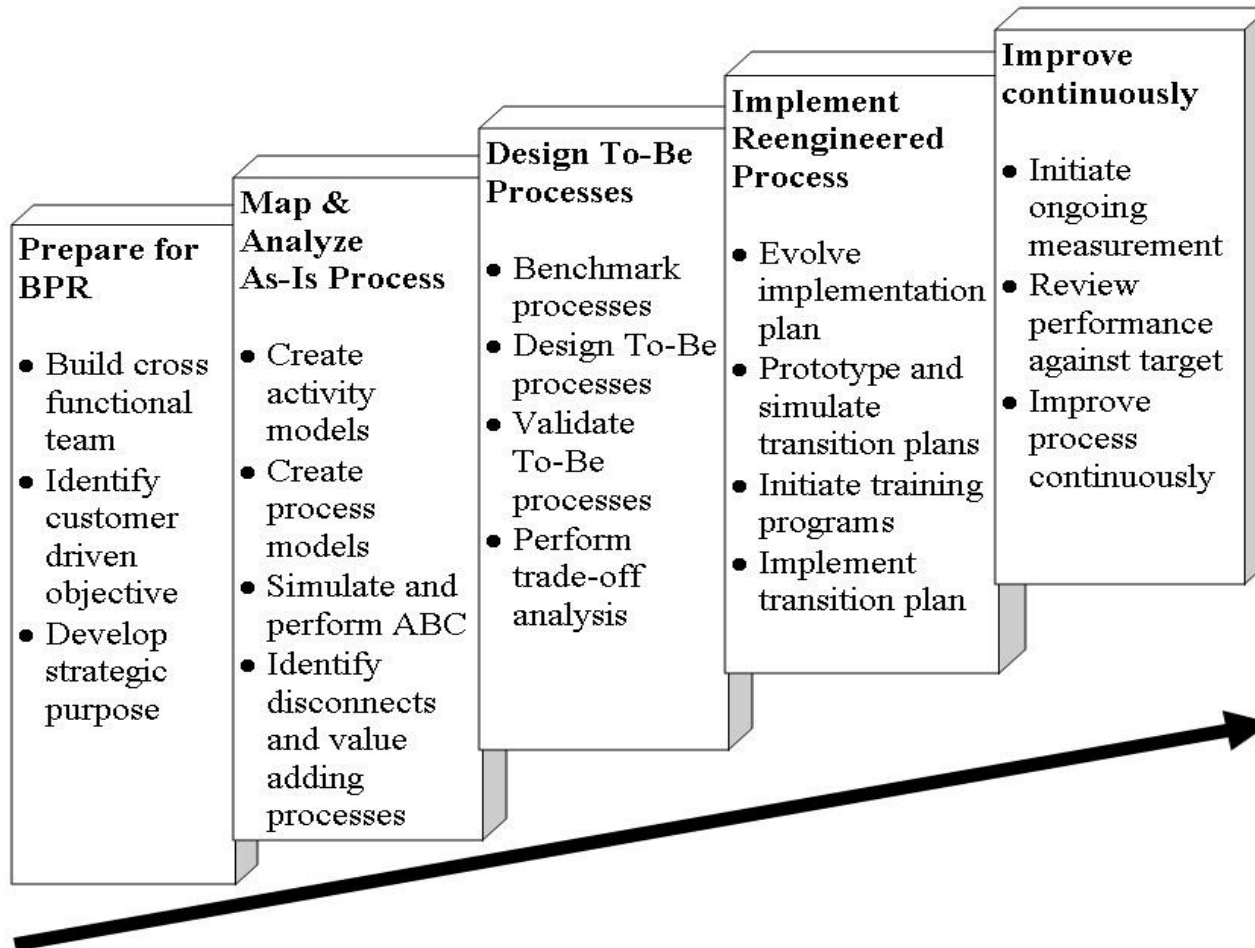 Prepare for
BPR
• Build cross
functional
team
• Identify
customer
driven
objective
• Develop
strategic
purpose
Map &
Analyze
As-Is Process
• Create
activity
models
• Create
process
models
• Simulate and
perform ABC
• Identify
disconnects
and value
adding
processes
Design To-Be
Processes
• Benchmark
processes
• Design To-Be
processes
• Validate
To-Be
processes
• Perform
trade-off
analysis
Implement
Reengineered
Process
• Evolve
implementation
plan
• Prototype and
simulate
transition plans
• Initiate training
programs
• Implement
transition plan
Improve
continuously
• Initiate
ongoing
measurement
• Review
performance
against target
• Improve
process
continuously